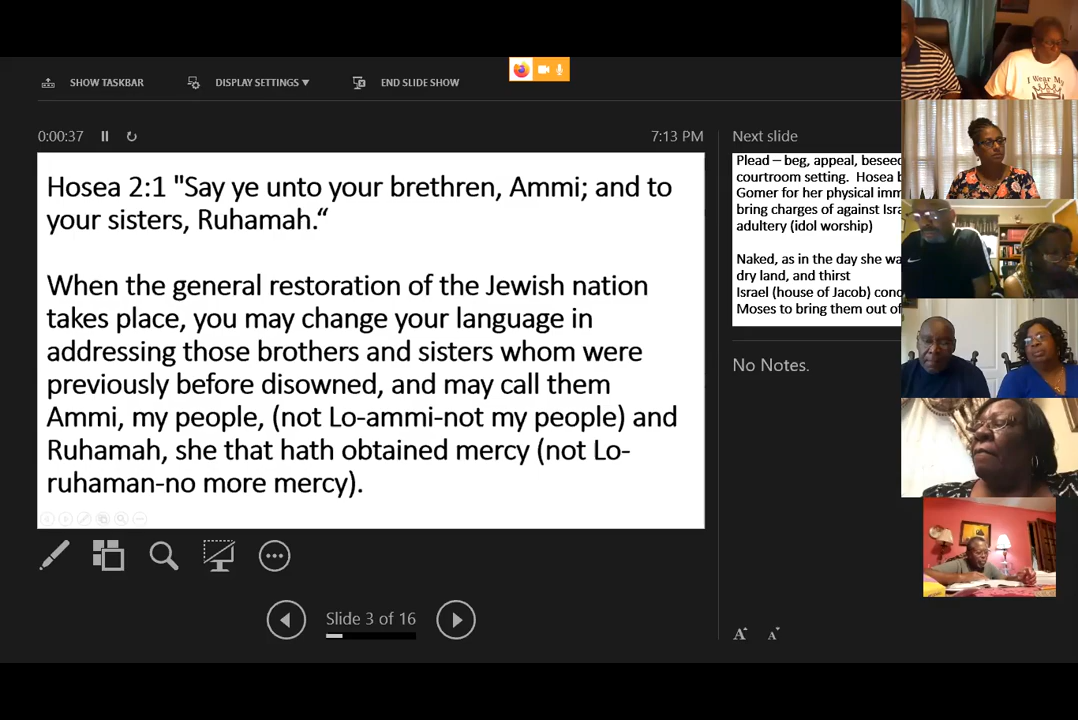 SHOW TASKBAR
DISPLAY SETTINGS ▾
END SLIDE SHOW
0:00:37
7:13 PM
Next slide
Hosea 2:1 "Say ye unto your brethren, Ammi; and to
your sisters, Ruhamah.“
When the general restoration of the Jewish nation
takes place, you may change your language in
addressing those brothers and sisters whom were
previously before disowned, and may call them
Ammi, my people, (not Lo-ammi-not my people) and
Ruhamah, she that hath obtained mercy (not Lo-
ruhaman-no more mercy).
Plead – beg, appeal,
courtroom setting. Hosea
Gomer for her physical
bring charges of against
adultery (idol worship)
Naked, as in the day she
dry land, and thirst
Israel (house of Jacob)
Moses to bring them out
No Notes.
Slide 3 of 16
A
A
I Wear My